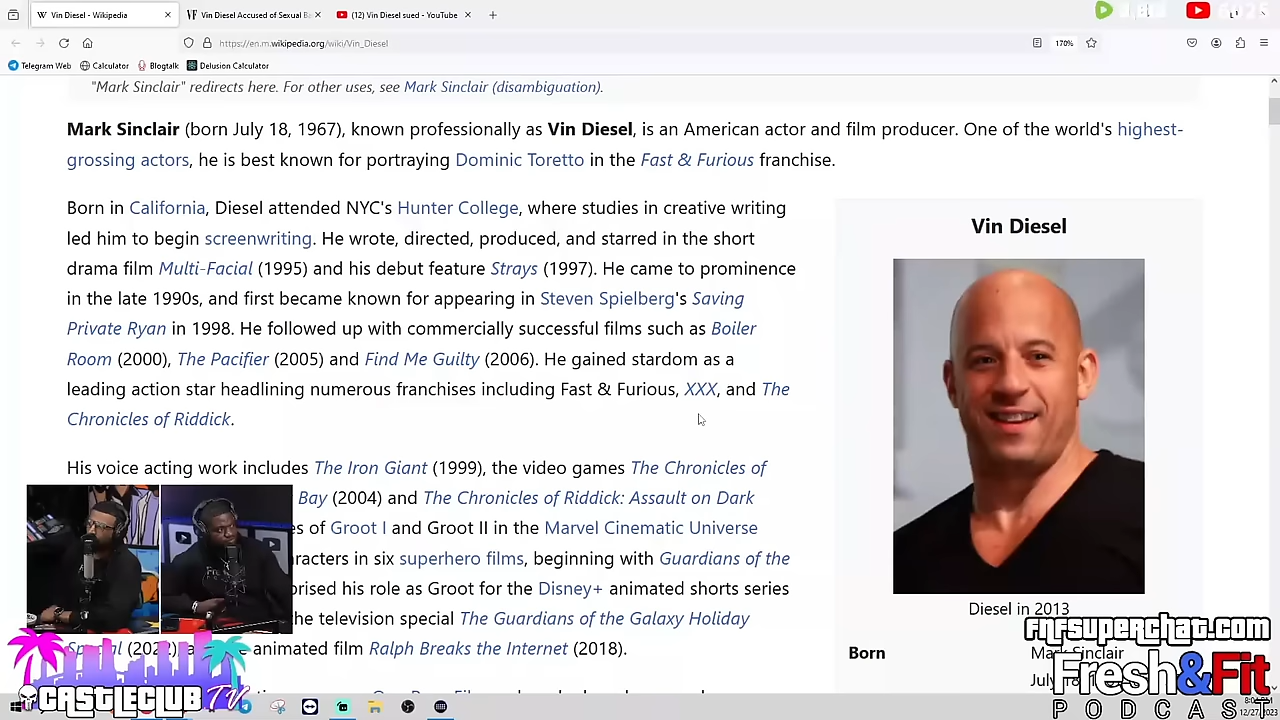 Vin Diesel - Wikipedia
Vin Diesel Accused of Sexual Ba
(12) Vin Diesel sued - YouTube
https://en.m.wikipedia.org/wiki/Vin_Diesel
170%
Telegram Web
Calculator
Blogtalk
Delusion Calculator
"Mark Sinclair" redirects here. For other uses, see Mark Sinclair (disambiguation).
Mark Sinclair (born July 18, 1967), known professionally as Vin Diesel, is an American actor and film producer. One of the world's highest-
grossing actors, he is best known for portraying Dominic Toretto in the Fast & Furious franchise.
Born in California, Diesel attended NYC's Hunter College, where studies in creative writing
led him to begin screenwriting. He wrote, directed, produced, and starred in the short
drama film Multi-Facial (1995) and his debut feature Strays (1997). He came to prominence
in the late 1990s, and first became known for appearing in Steven Spielberg's Saving
Private Ryan in 1998. He followed up with commercially successful films such as Boiler
Room (2000), The Pacifier (2005) and Find Me Guilty (2006). He gained stardom as a
leading action star headlining numerous franchises including Fast & Furious, XXX, and The
Chronicles of Riddick.
His voice acting work includes The Iron Giant (1999), the video games The Chronicles of
Bay (2004) and The Chronicles of Riddick: Assault on Dark
es of Groot I and Groot II in the Marvel Cinematic Universe
racters in six superhero films, beginning with Guardians of the
prised his role as Groot for the Disney+ animated shorts series
he television special The Guardians of the Galaxy Holiday
animated film Ralph Breaks the Internet (2018).
Vin Diesel
Diesel in 2013
Born
Mark Sinclair
July
fnfsuperchat.com
Fresh&Fit
PODCAST
CASTLECLUB TV
12/27/2023